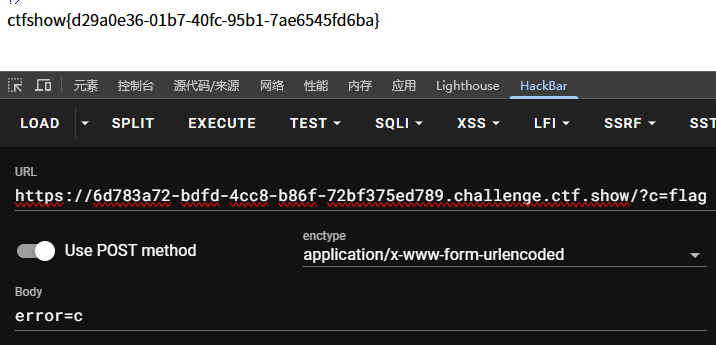 ctfshow{d29a0e36-01b7-40fc-95b1-7ae6545fd6ba}
元素 控制台 源代码/来源 网络 性能 内存 应用 Lighthouse HackBar
LOAD SPLIT EXECUTE TEST SQLI XSS LFI SSRF SST
URL
https://6d783a72-bdfd-4cc8-b86f-72bf375ed789.challenge.ctf.show/?c=flag
Use POST method
enctype
application/x-www-form-urlencoded
Body
error=c